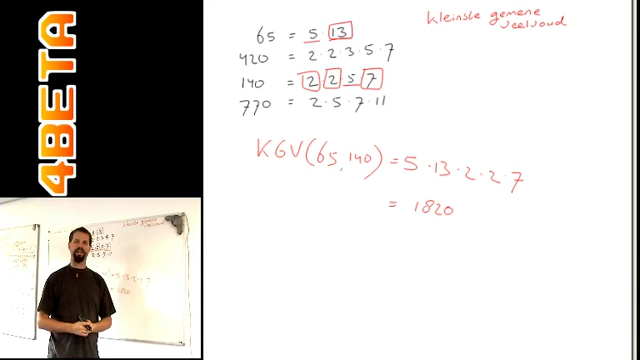 4BETA
kleinste gemene
veelvoud
65 = 5 · 13
420 = 2 · 2 · 3 · 5 · 7
140 = 2 · 2 · 5 · 7
770 = 2 · 5 · 7 · 11
KGV(65,140) = 5 · 13 · 2 · 2 · 7
= 1820